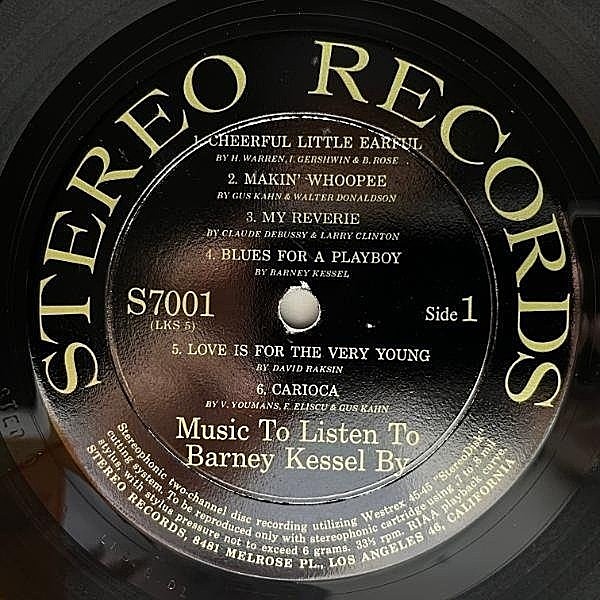 STEREO RECORDS
1. CHEERFUL LITTLE EARFUL
BY H. WARREN, I. GERSHWIN & B. ROSE
2. MAKIN' WHOOPEE
BY GUS KAHN & WALTER DONALDSON
3. MY REVERIE
BY CLAUDE DEBUSSY & LARRY CLINTON
4. BLUES FOR A PLAYBOY
BY BARNEY KESSEL
S7001
(LKS 5)
Side 1
5. LOVE IS FOR THE VERY YOUNG
BY DAVID RAKSIN
6. CARIOCA
BY V. YOUMANS, E. ELISCU & GUS KAHN
Music To Listen To
Barney Kessel By
Stereophonic two-channel disc recording utilizing Westrex 45-45 "StereoDisk"
cutting system. To be reproduced only with stereophonic cartridge using .7 to 1 mil
stylus, with stylus pressure not to exceed 6 grams. 33⅓ rpm. RIAA playback curve.
STEREO RECORDS, 8481 MELROSE PL., LOS ANGELES 46, CALIFORNIA